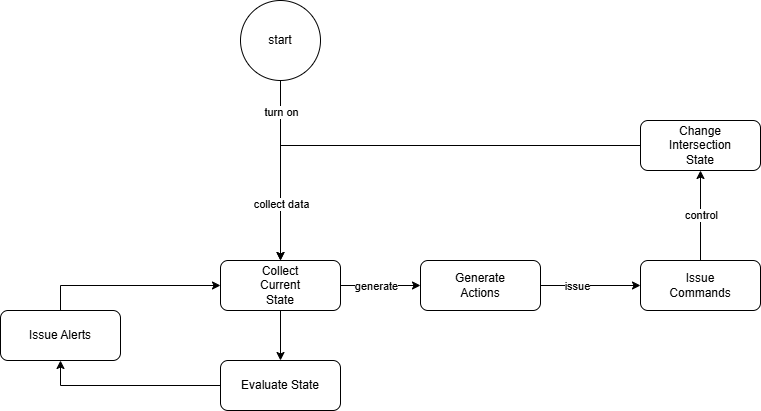 start
turn on
Change
Intersection
State
collect data
control
Collect
Current
State
generate
Generate
Actions
issue
Issue
Commands
Issue Alerts
Evaluate State